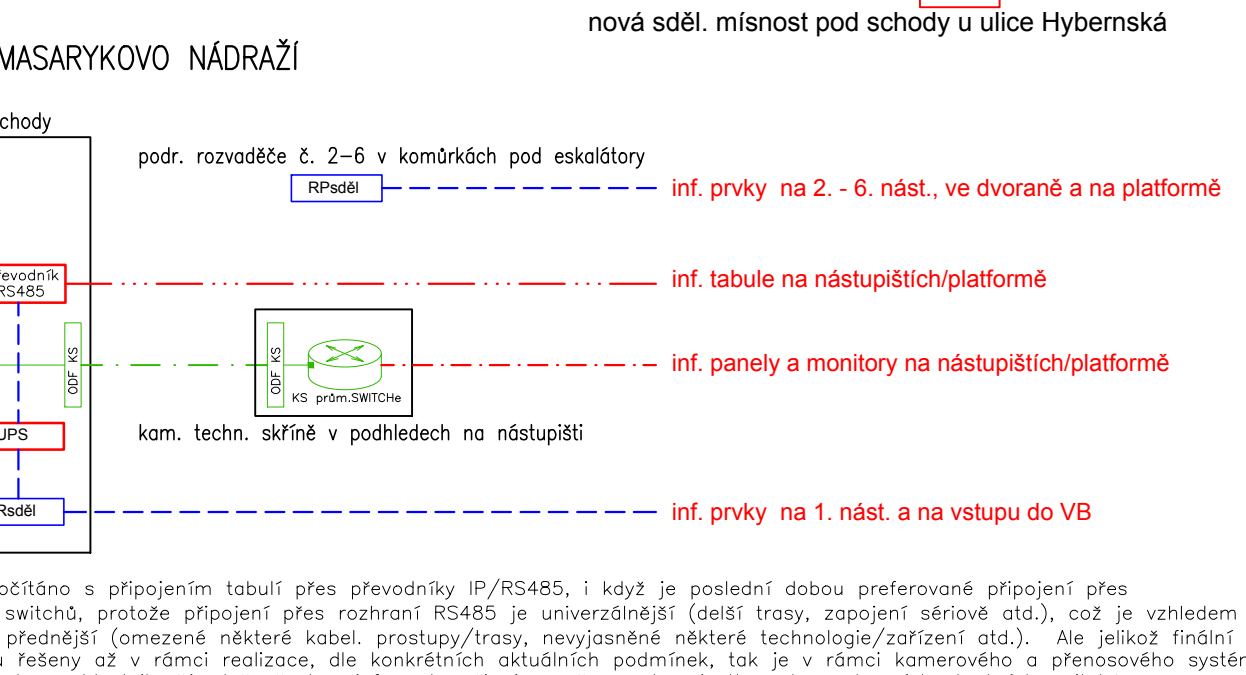 nová sděl. mísnost pod schody u ulice Hybernská
MASARYKOVO NÁDRAŽÍ
chody
podr. rozvaděče č. 2-6 v komůrkách pod eskalátory
RPsděl
inf. prvky na 2. - 6. nást., ve dvoraně a na platformě
evodník
RS485
inf. tabule na nástupištích/platformě
ODF KS
ODF KS
KS prům.SWITCHe
inf. panely a monitory na nástupištích/platformě
UPS
kam. techn. skříně v podhledech na nástupišti
Rsděl
inf. prvky na 1. nást. a na vstupu do VB
očítáno s připojením tabulí přes převodníky IP/RS485, i když je poslední dobou preferované připojení přes
switchů, protože připojení přes rozhraní RS485 je univerzálnější (delší trasy, zapojení sériově atd.), což je vzhledem
přednější (omezené některé kabel. prostupy/trasy, nevyjasněné některé technologie/zařízení atd.). Ale jelikož finální
řešeny až v rámci realizace, dle konkrétních aktuálních podmínek, tak je v rámci kamerového a přenosového systém